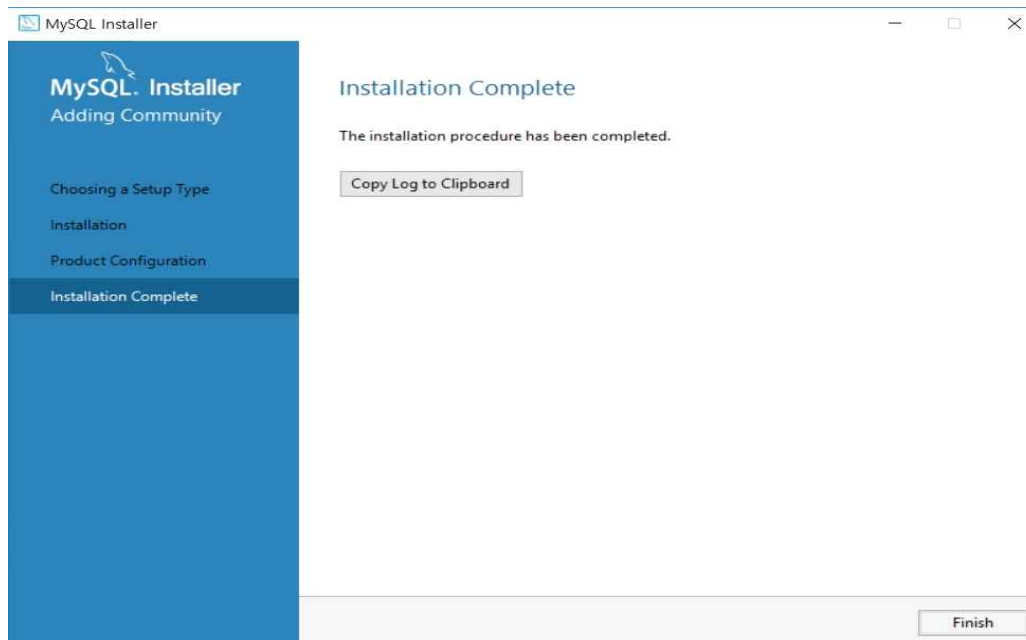 MySQL Installer
MySQL. Installer
Adding Community
Choosing a Setup Type
Installation
Product Configuration
Installation Complete
Installation Complete
The installation procedure has been completed.
Copy Log to Clipboard
Finish